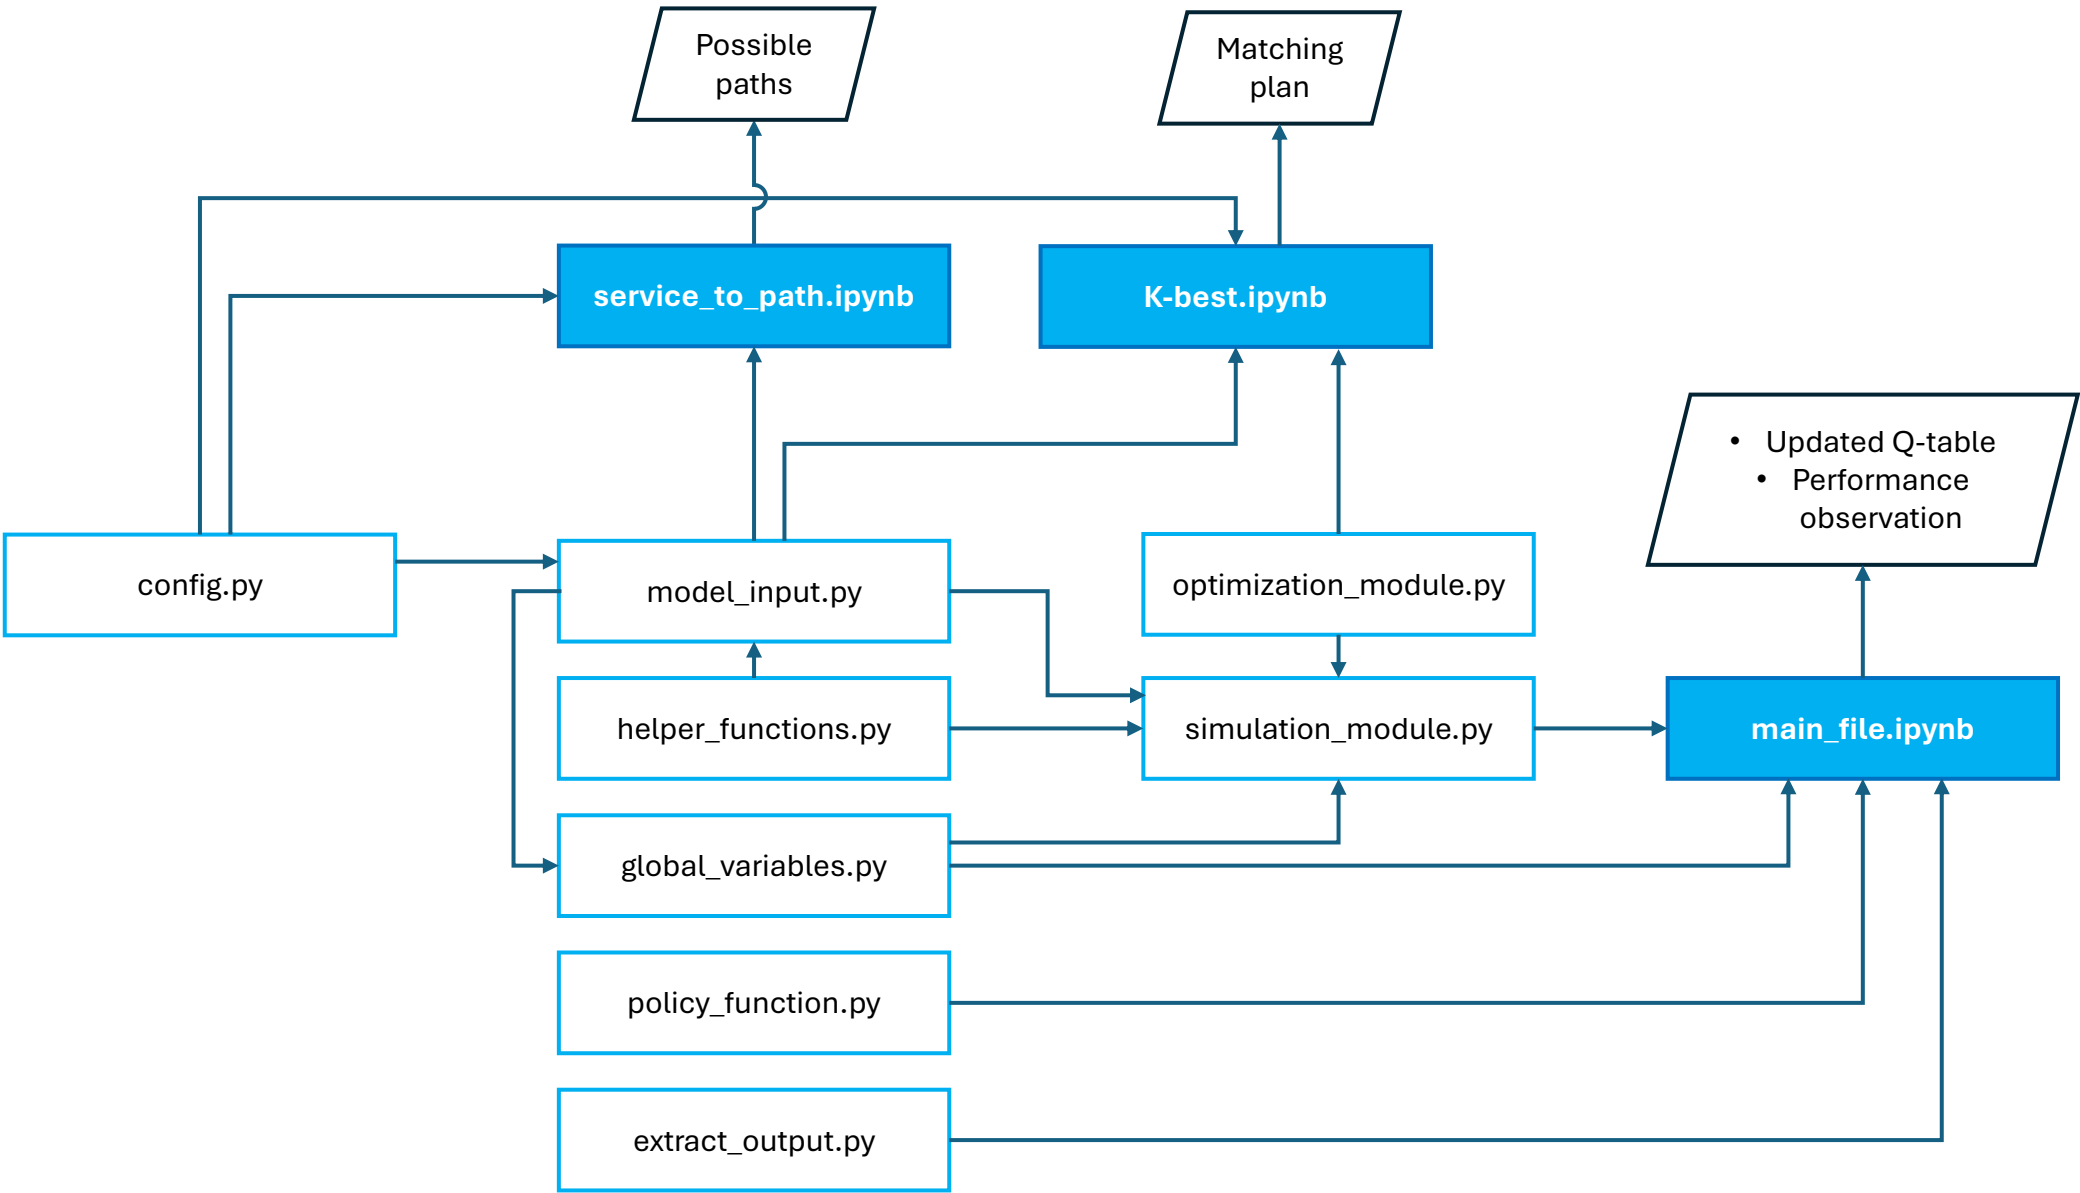 Possible
paths
Matching
plan
service_to_path.ipynb
K-best.ipynb
• Updated Q-table
• Performance
observation
config.py
model_input.py
optimization_module.py
helper_functions.py
simulation_module.py
main_file.ipynb
global_variables.py
policy_function.py
extract_output.py